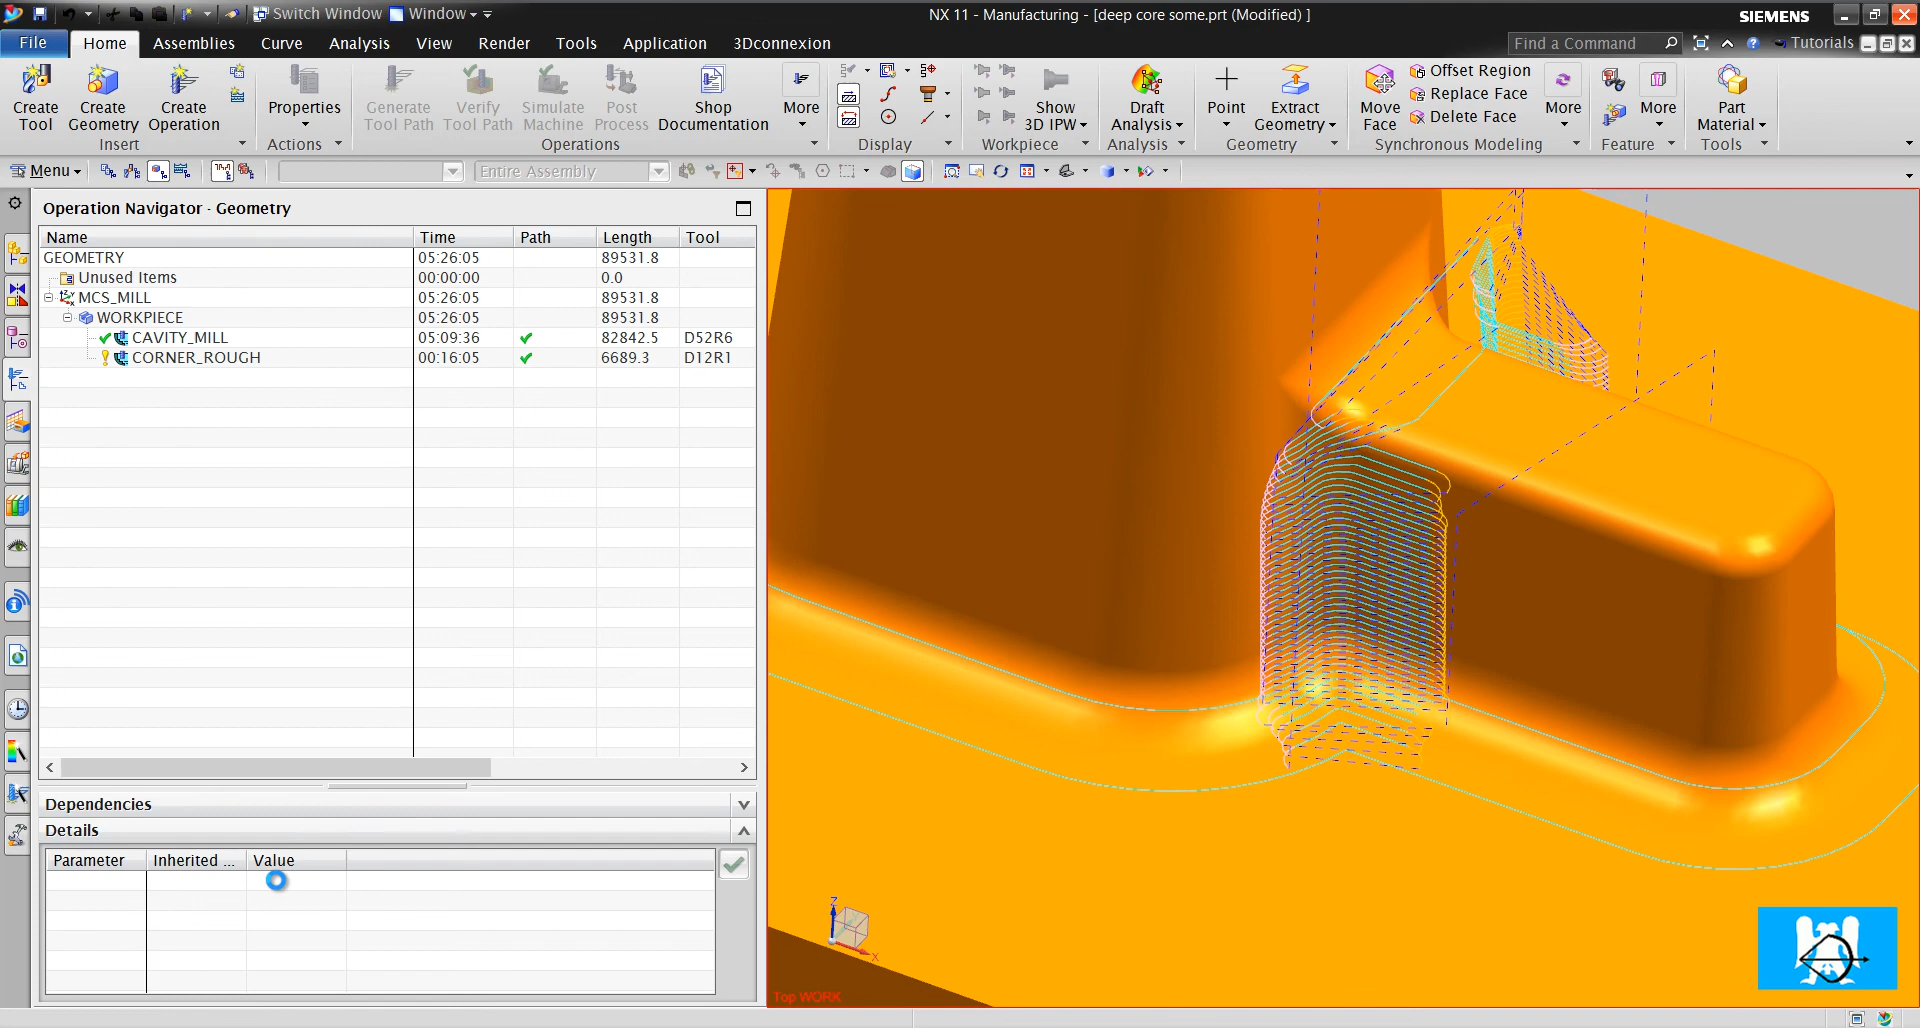 Switch Window Window NX 11 - Manufacturing - [deep core some.prt (Modified) ] SIEMENS
File Home Assemblies Curve Analysis View Render Tools Application 3Dconnexion Find a Command Tutorials
Create Tool
Create Geometry
Create Operation
Insert
Properties
Actions
Generate Tool Path
Verify Tool Path
Simulate Machine
Post Process
Shop Documentation
More
Operations
Display
Show 3D IPW
Workpiece
Draft Analysis
Analysis
Point
Extract Geometry
Geometry
Move Face
Offset Region
Replace Face
Delete Face
More
Synchronous Modeling
More
Feature
Part Material
Tools
Menu Entire Assembly
Operation Navigator - Geometry
Name Time Path Length Tool
GEOMETRY 05:26:05 89531.8
Unused Items 00:00:00 0.0
MCS_MILL 05:26:05 89531.8
WORKPIECE 05:26:05 89531.8
CAVITY_MILL 05:09:36 82842.5 D52R6
CORNER_ROUGH 00:16:05 6689.3 D12R1
Dependencies
Details
Parameter Inherited ... Value
Z
X
Top WORK